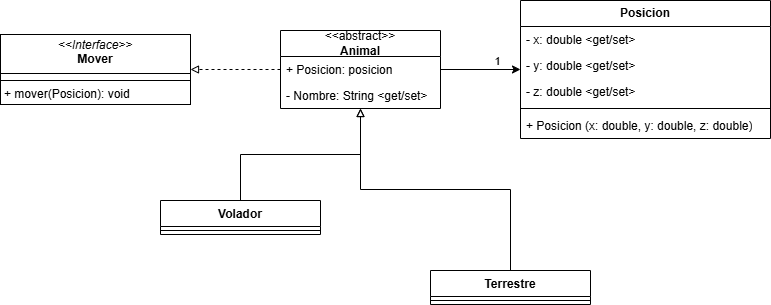 <<Interface>>
Mover
+ mover(Posicion): void
<<abstract>>
Animal
+ Posicion: posicion
- Nombre: String <get/set>
1
Posicion
- x: double <get/set>
- y: double <get/set>
- z: double <get/set>
+ Posicion (x: double, y: double, z: double)
Volador
Terrestre